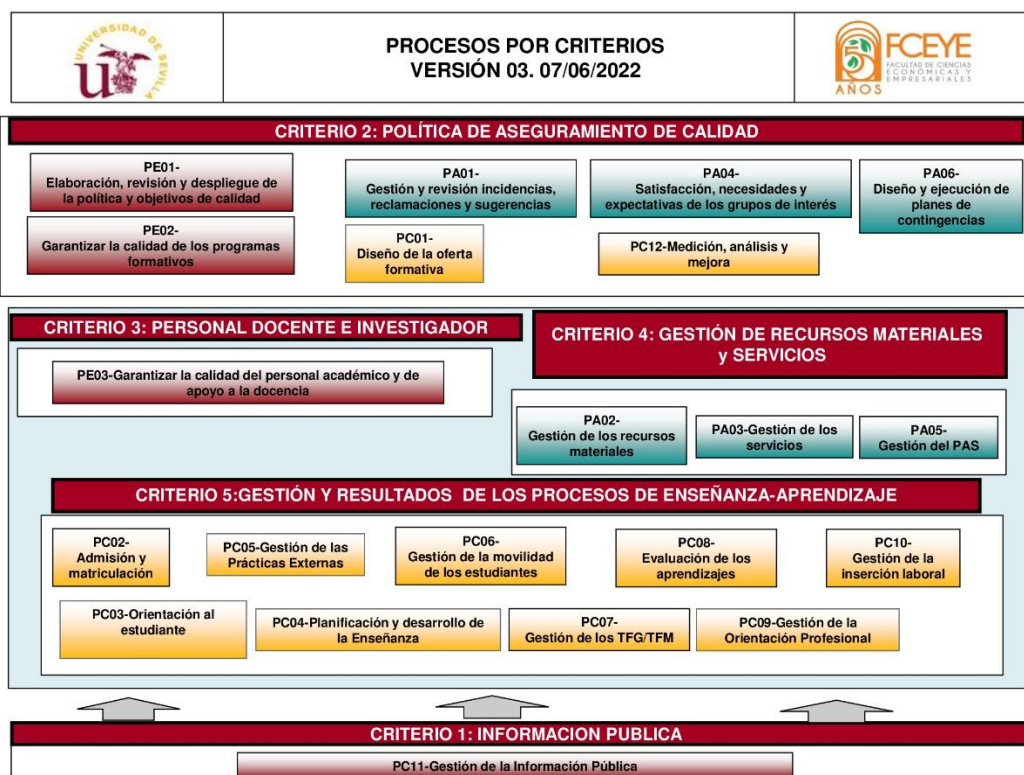 UNIVERSIDAD DE SEVILLA
PROCESOS POR CRITERIOS
VERSIÓN 03. 07/06/2022
FCEYE
FACULTAD DE CIENCIAS
ECONÓMICAS Y
EMPRESARIALES
AÑOS
CRITERIO 2: POLÍTICA DE ASEGURAMIENTO DE CALIDAD
PE01-
Elaboración, revisión y despliegue de
la política y objetivos de calidad
PA01-
Gestión y revisión incidencias,
reclamaciones y sugerencias
PA04-
Satisfacción, necesidades y
expectativas de los grupos de interés
PA06-
Diseño y ejecución de
planes de
contingencias
PE02-
Garantizar la calidad de los programas
formativos
PC01-
Diseño de la oferta
formativa
PC12-Medición, análisis y
mejora
CRITERIO 3: PERSONAL DOCENTE E INVESTIGADOR
PE03-Garantizar la calidad del personal académico y de
apoyo a la docencia
CRITERIO 4: GESTIÓN DE RECURSOS MATERIALES
y SERVICIOS
PA02-
Gestión de los recursos
materiales
PA03-Gestión de los
servicios
PA05-
Gestión del PAS
CRITERIO 5:GESTIÓN Y RESULTADOS DE LOS PROCESOS DE ENSEÑANZA-APRENDIZAJE
PC02-
Admisión y
matriculación
PC05-Gestión de las
Prácticas Externas
PC06-
Gestión de la movilidad
de los estudiantes
PC08-
Evaluación de los
aprendizajes
PC10-
Gestión de la
inserción laboral
PC03-Orientación al
estudiante
PC04-Planificación y desarrollo de
la Enseñanza
PC07-
Gestión de los TFG/TFM
PC09-Gestión de la
Orientación Profesional
CRITERIO 1: INFORMACION PUBLICA
PC11-Gestión de la Información Pública